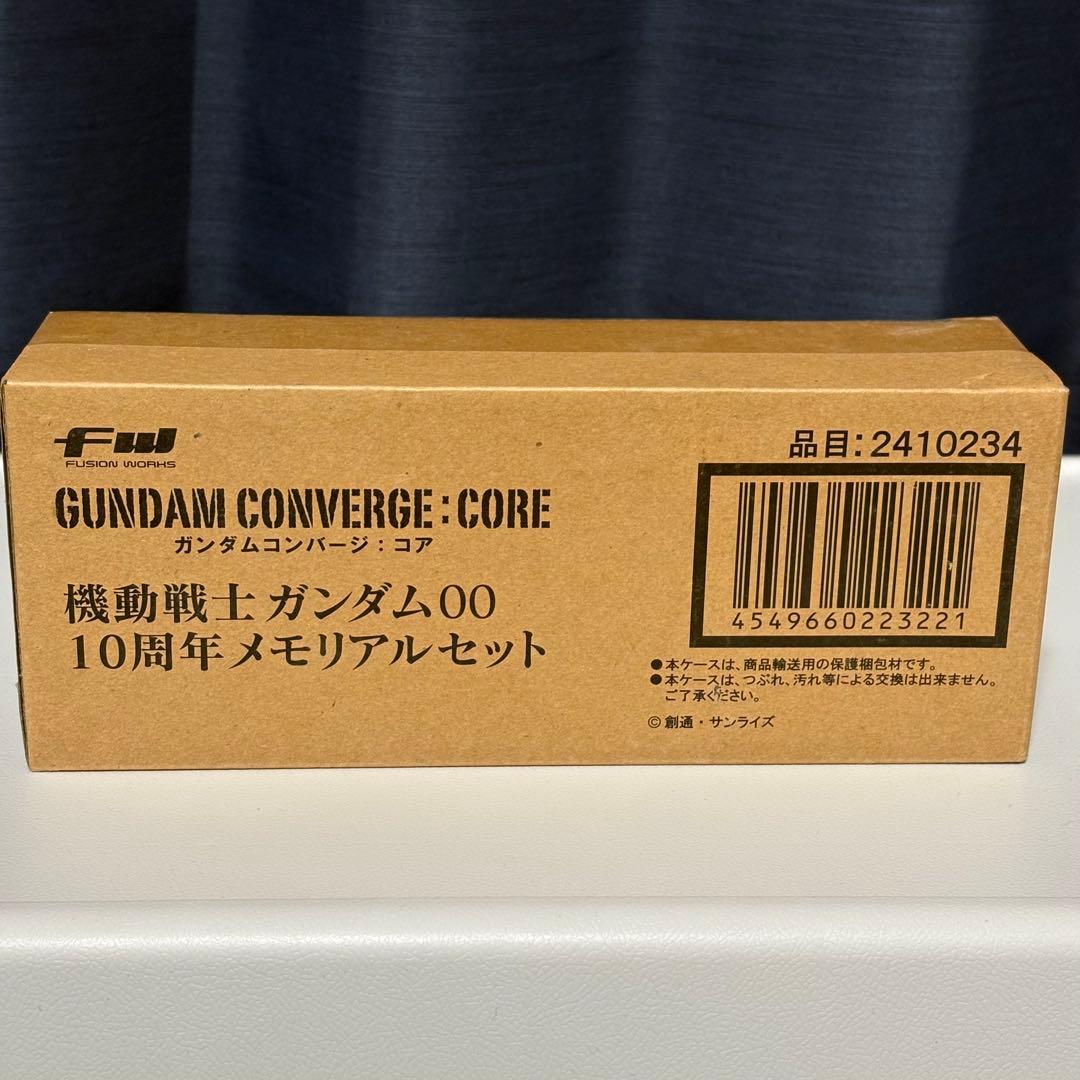 FW
FUSION WORKS
GUNDAM CONVERGE:CORE
ガンダムコンバージ:コア
機動戦士 ガンダム00
10周年メモリアルセット
品目:2410234
4549660223221
●本ケースは、商品輸送用の保護梱包材です。
●本ケースは、つぶれ、汚れ等による交換は出来ません。
ご了承ください。
©創通・サンライズ